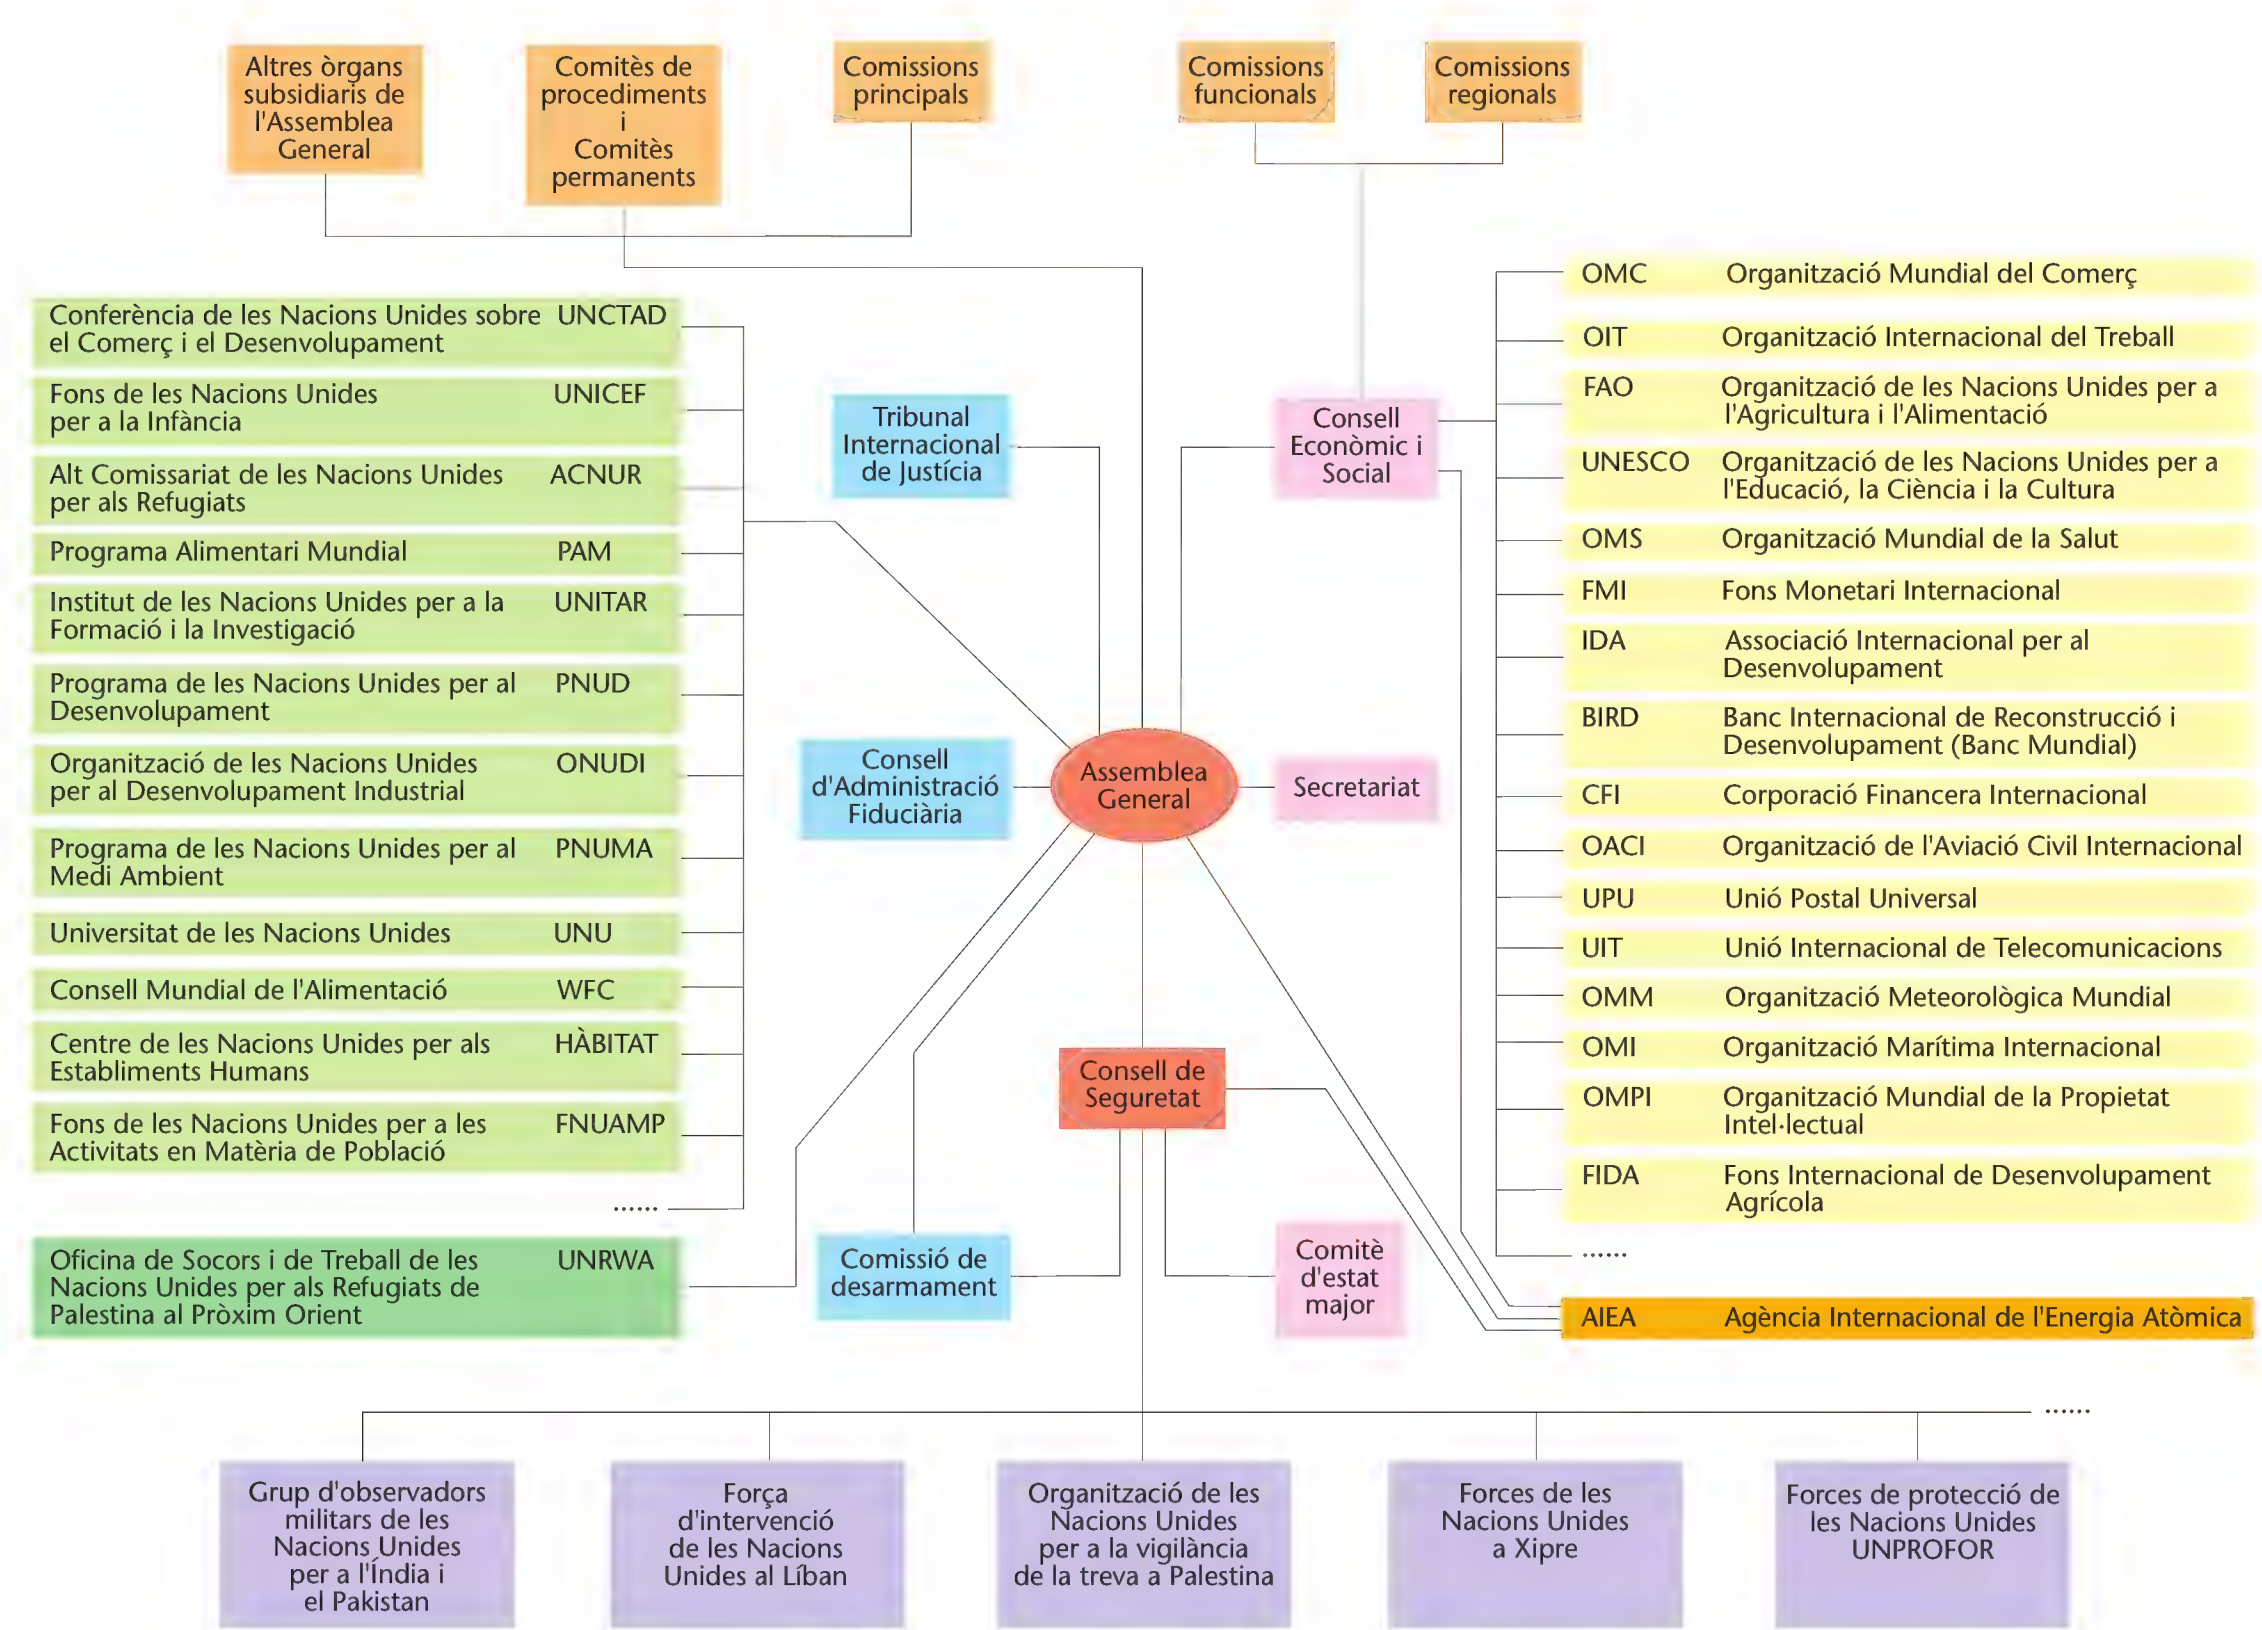 Altres òrgans
subsidiaris de
l'Assemblea
General
Comitès de
procediments
i
Comitès
permanents
Comissions
principals
Comissions
funcionals
Comissions
regionals
Conferència de les Nacions Unides sobre UNCTAD
el Comerç i el Desenvolupament
Fons de les Nacions Unides UNICEF
per a la Infància
Alt Comissariat de les Nacions Unides ACNUR
per als Refugiats
Programa Alimentari Mundial PAM
Institut de les Nacions Unides per a la UNITAR
Formació i la Investigació
Programa de les Nacions Unides per al PNUD
Desenvolupament
Organització de les Nacions Unides ONUDI
per al Desenvolupament Industrial
Programa de les Nacions Unides per al PNUMA
Medi Ambient
Universitat de les Nacions Unides UNU
Consell Mundial de l'Alimentació WFC
Centre de les Nacions Unides per als HÀBITAT
Establiments Humans
Fons de les Nacions Unides per a les FNUAMP
Activitats en Matèria de Població
......
Oficina de Socors i de Treball de les UNRWA
Nacions Unides per als Refugiats de
Palestina al Pròxim Orient
Tribunal
Internacional
de Justícia
Consell
d'Administració
Fiduciària
Assemblea
General
Consell
Econòmic i
Social
Secretariat
Consell de
Seguretat
Comissió de
desarmament
Comitè
d'estat
major
OMC Organització Mundial del Comerç
OIT Organització Internacional del Treball
FAO Organització de les Nacions Unides per a
l'Agricultura i l'Alimentació
UNESCO Organització de les Nacions Unides per a
l'Educació, la Ciència i la Cultura
OMS Organització Mundial de la Salut
FMI Fons Monetari Internacional
IDA Associació Internacional per al
Desenvolupament
BIRD Banc Internacional de Reconstrucció i
Desenvolupament (Banc Mundial)
CFI Corporació Financera Internacional
OACI Organització de l'Aviació Civil Internacional
UPU Unió Postal Universal
UIT Unió Internacional de Telecomunicacions
OMM Organització Meteorològica Mundial
OMI Organització Marítima Internacional
OMPI Organització Mundial de la Propietat
Intel·lectual
FIDA Fons Internacional de Desenvolupament
Agrícola
......
AIEA Agència Internacional de l'Energia Atòmica
......
Grup d'observadors
militars de les
Nacions Unides
per a l'Índia i
el Pakistan
Força
d'intervenció
de les Nacions
Unides al Líban
Organització de les
Nacions Unides
per a la vigilància
de la treva a Palestina
Forces de les
Nacions Unides
a Xipre
Forces de protecció de
les Nacions Unides
UNPROFOR